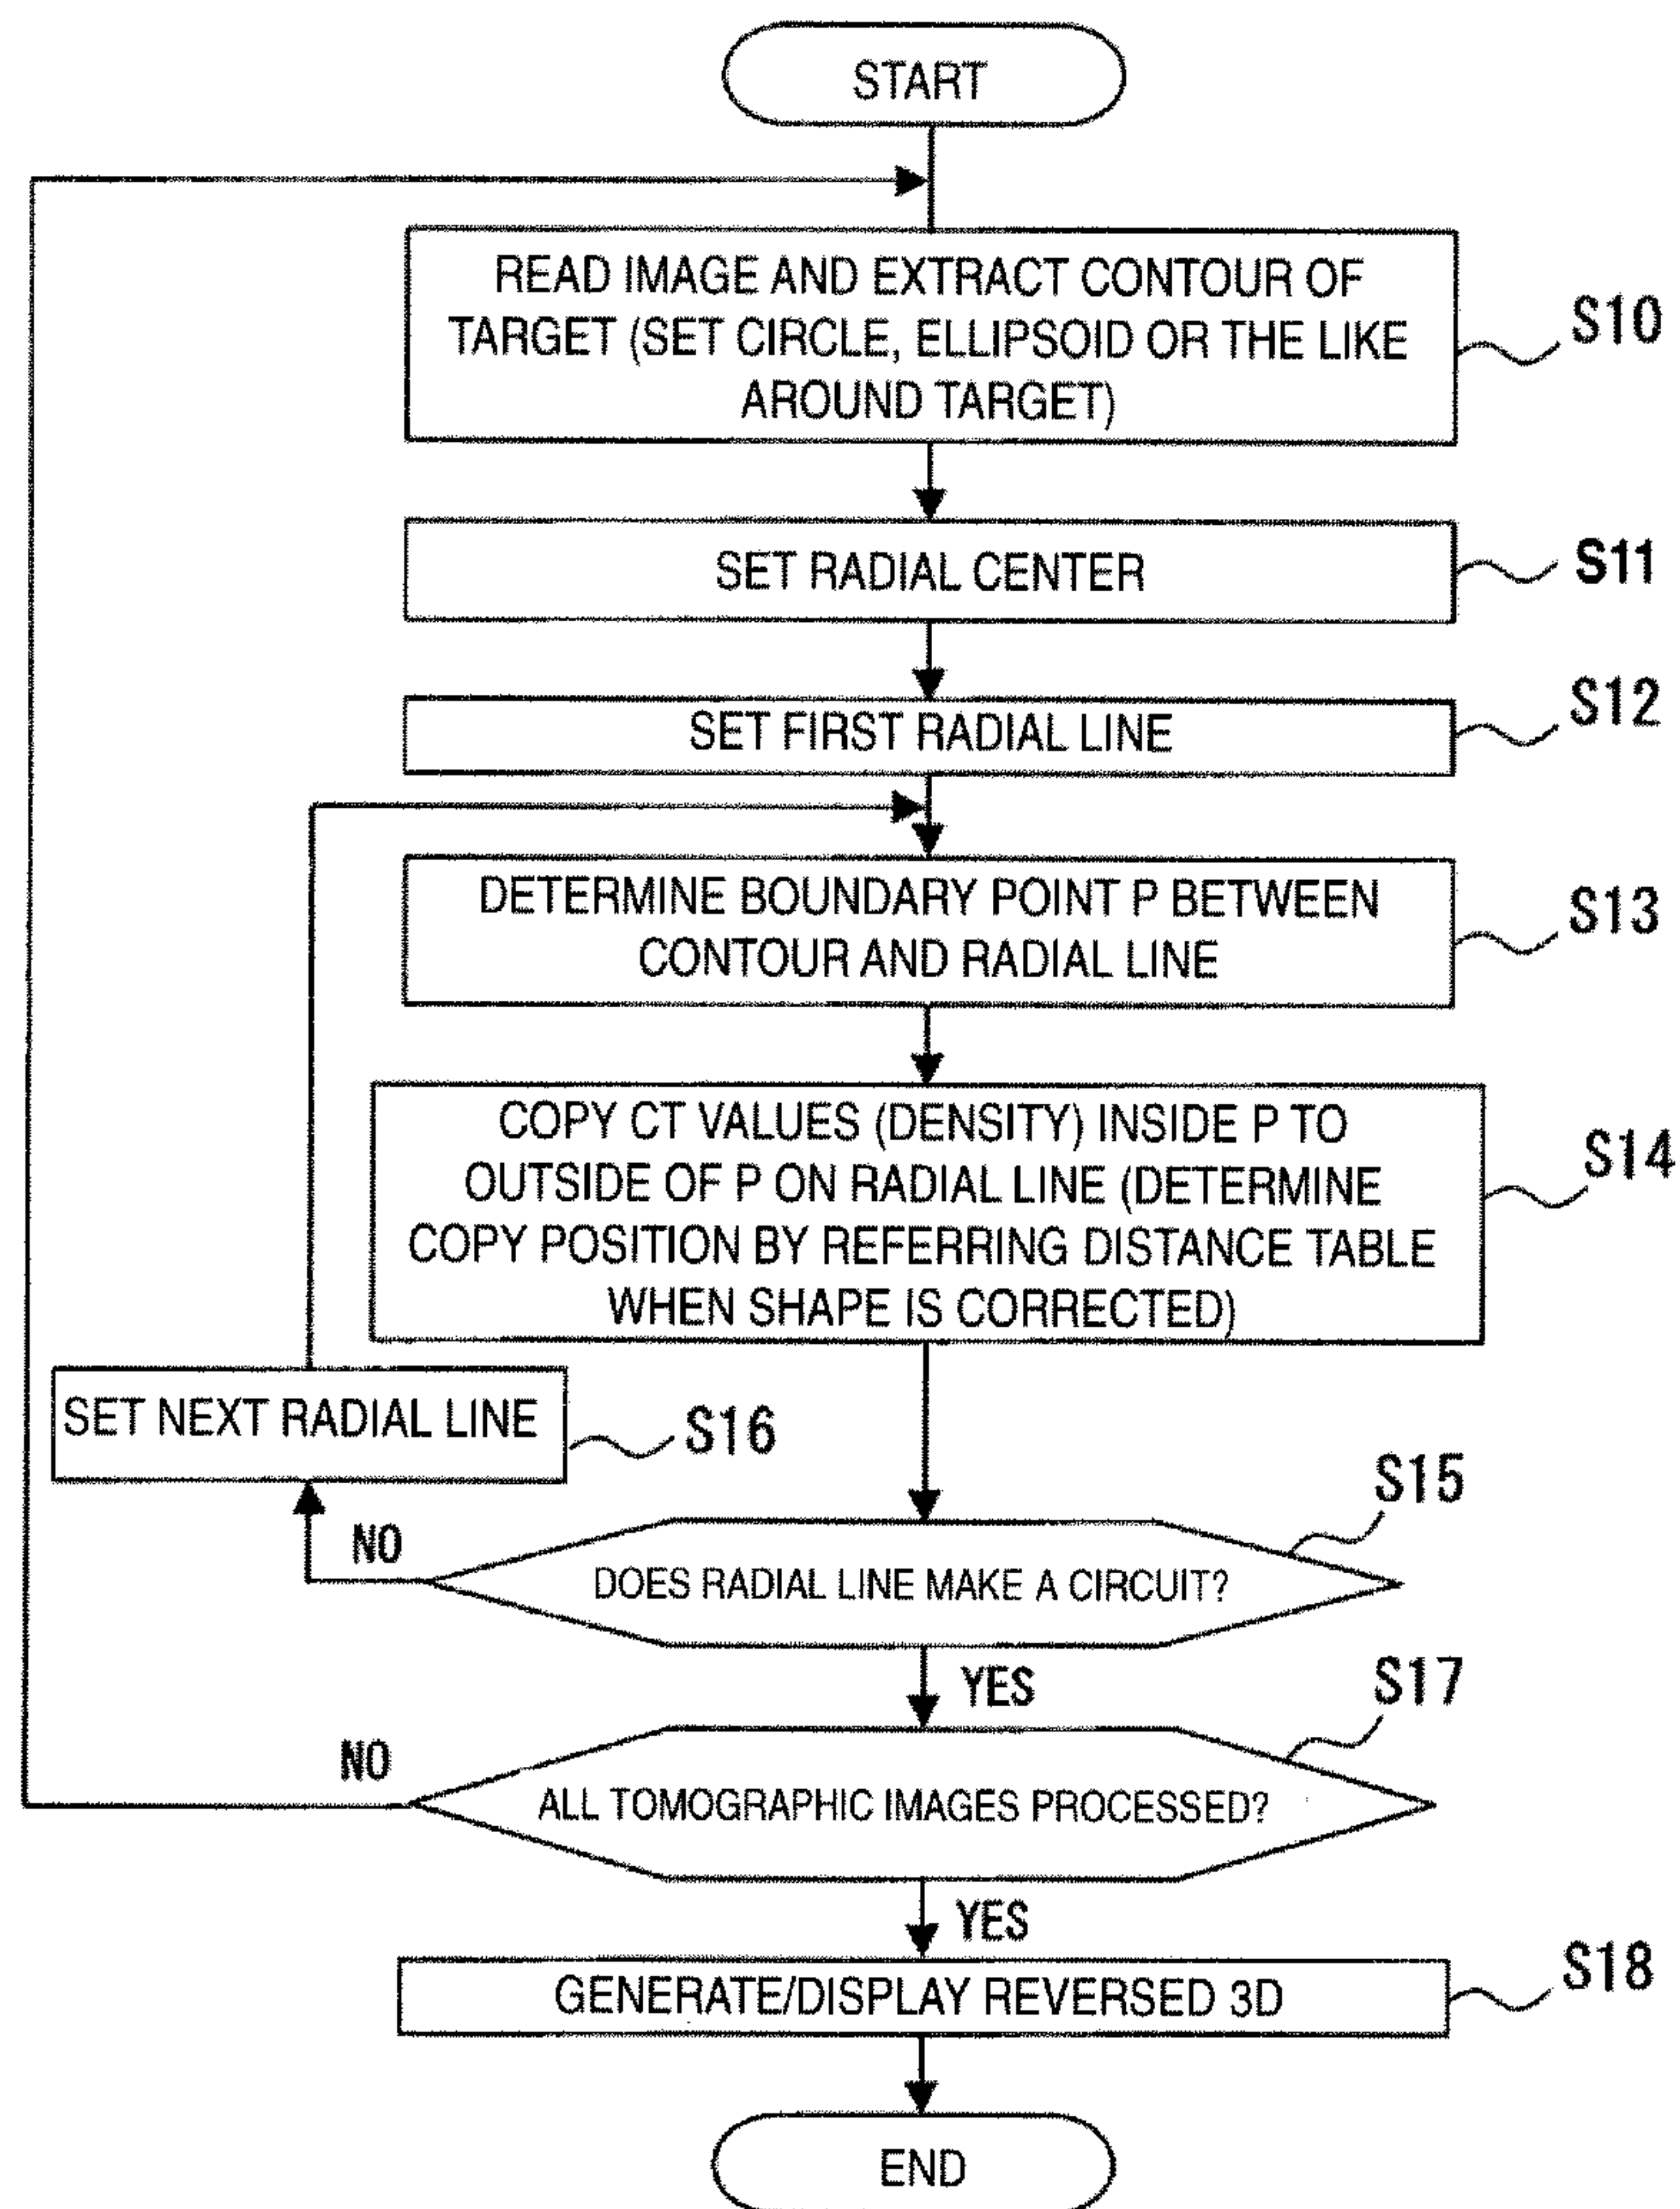 START
READ IMAGE AND EXTRACT CONTOUR OF
TARGET (SET CIRCLE, ELLIPSOID OR THE LIKE
AROUND TARGET)
S10
SET RADIAL CENTER
S11
SET FIRST RADIAL LINE
S12
DETERMINE BOUNDARY POINT P BETWEEN
CONTOUR AND RADIAL LINE
S13
COPY CT VALUES (DENSITY) INSIDE P TO
OUTSIDE OF P ON RADIAL LINE (DETERMINE
COPY POSITION BY REFERRING DISTANCE TABLE
WHEN SHAPE IS CORRECTED)
S14
SET NEXT RADIAL LINE
S16
NO
DOES RADIAL LINE MAKE A CIRCUIT?
S15
YES
NO
ALL TOMOGRAPHIC IMAGES PROCESSED?
S17
YES
GENERATE/DISPLAY REVERSED 3D
S18
END